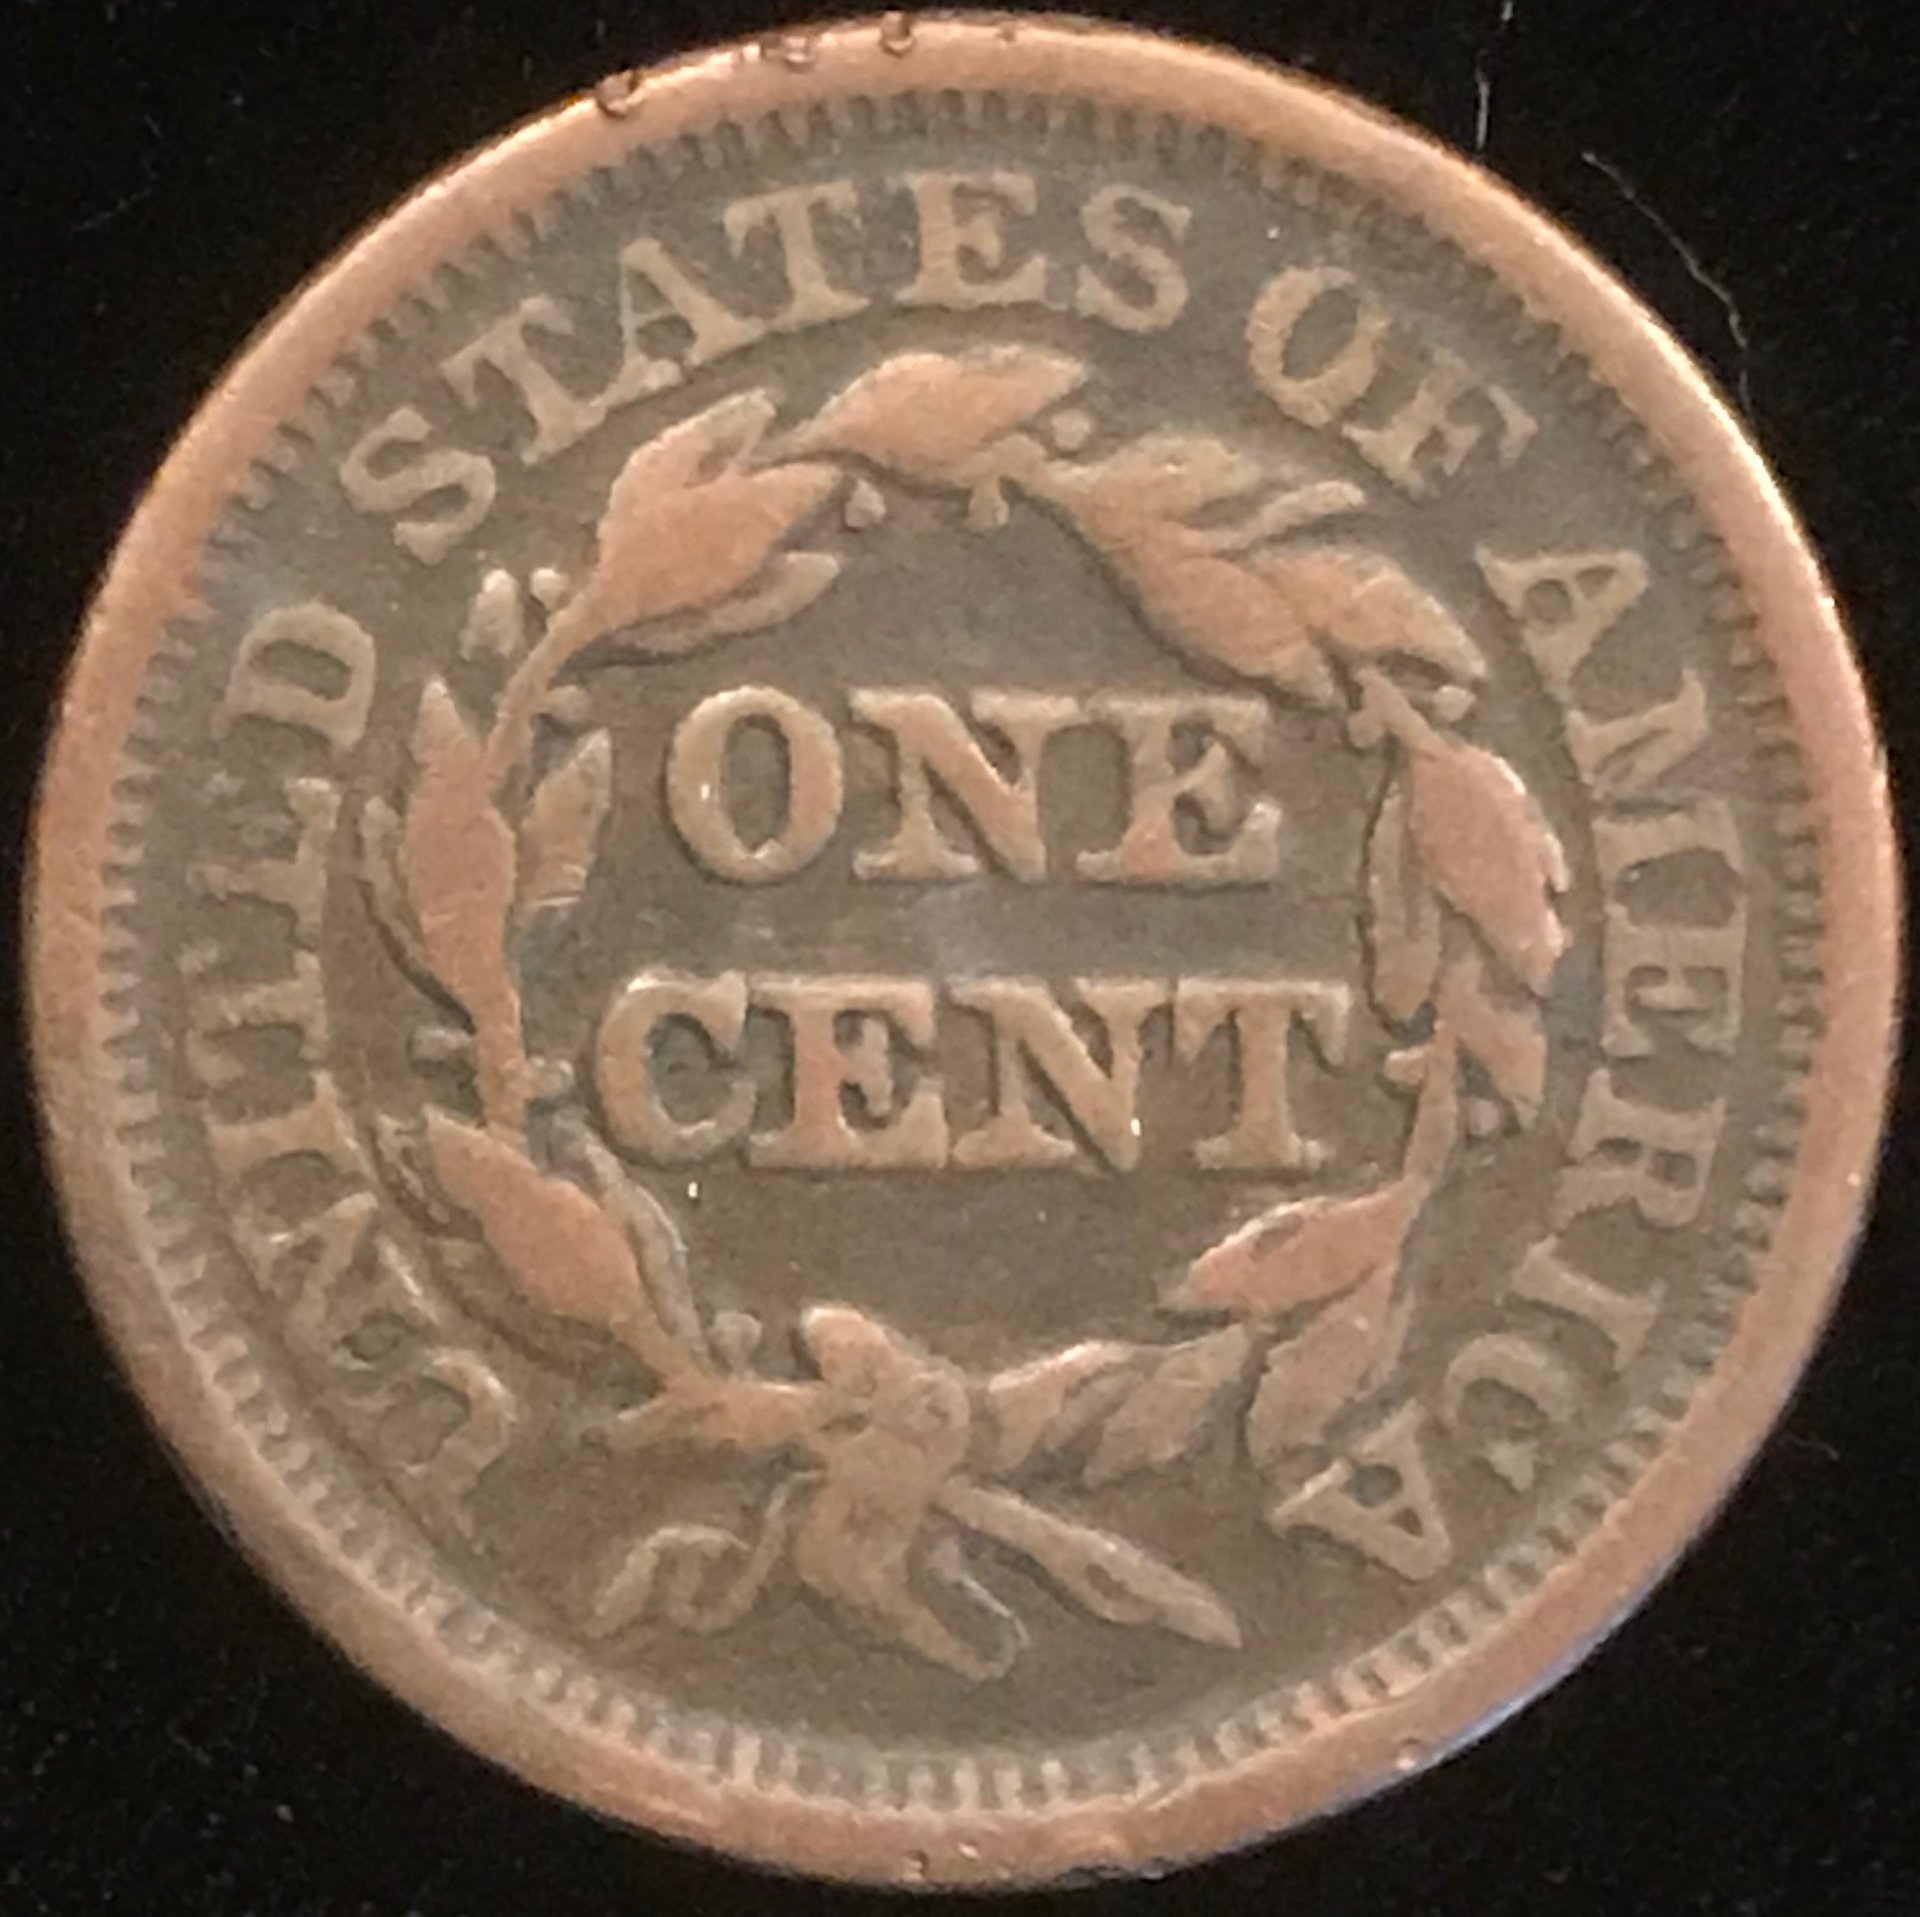 UNITED STATES OF AMERICA
ONE
CENT